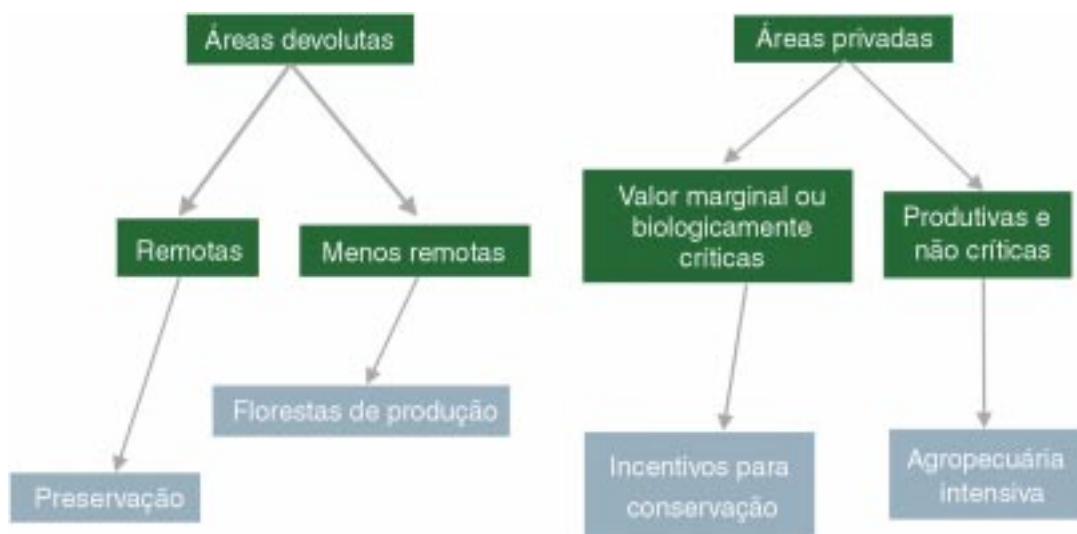 Áreas devolutas
Áreas privadas
Remotas
Menos remotas
Valor marginal ou
biologicamente
críticas
Produtivas e
não críticas
Florestas de produção
Preservação
Incentivos para
conservação
Agropecuária
intensiva